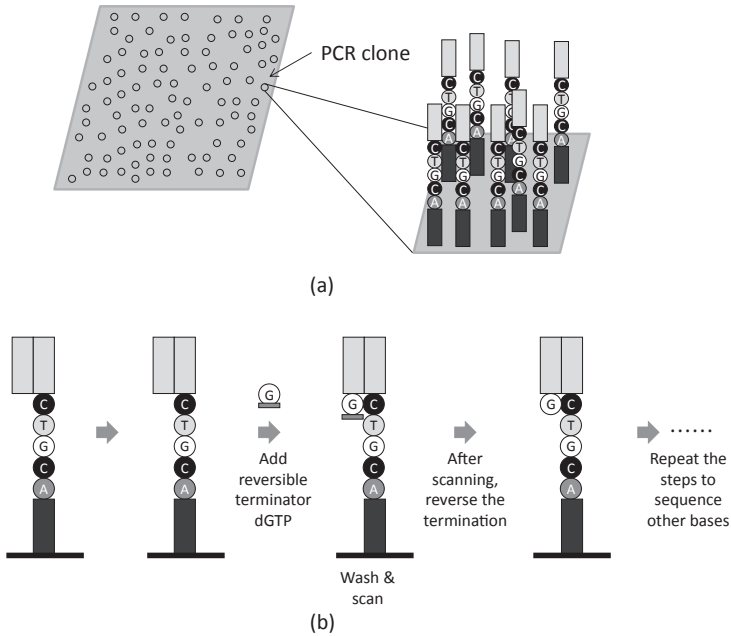 PCR clone
C T G C A
C T G C A
C T G C
C T G C A
C T G C A
C T G C A
C T G C A
C T G C A
C T G C A
(a)
C T G C A
C T G C A
G
Add
reversible
terminator
dGTP
G
C T G C A
Wash &
scan
After
scanning,
reverse the
termination
G
C T G C A
......
Repeat the
steps to
sequence
other bases
(b)